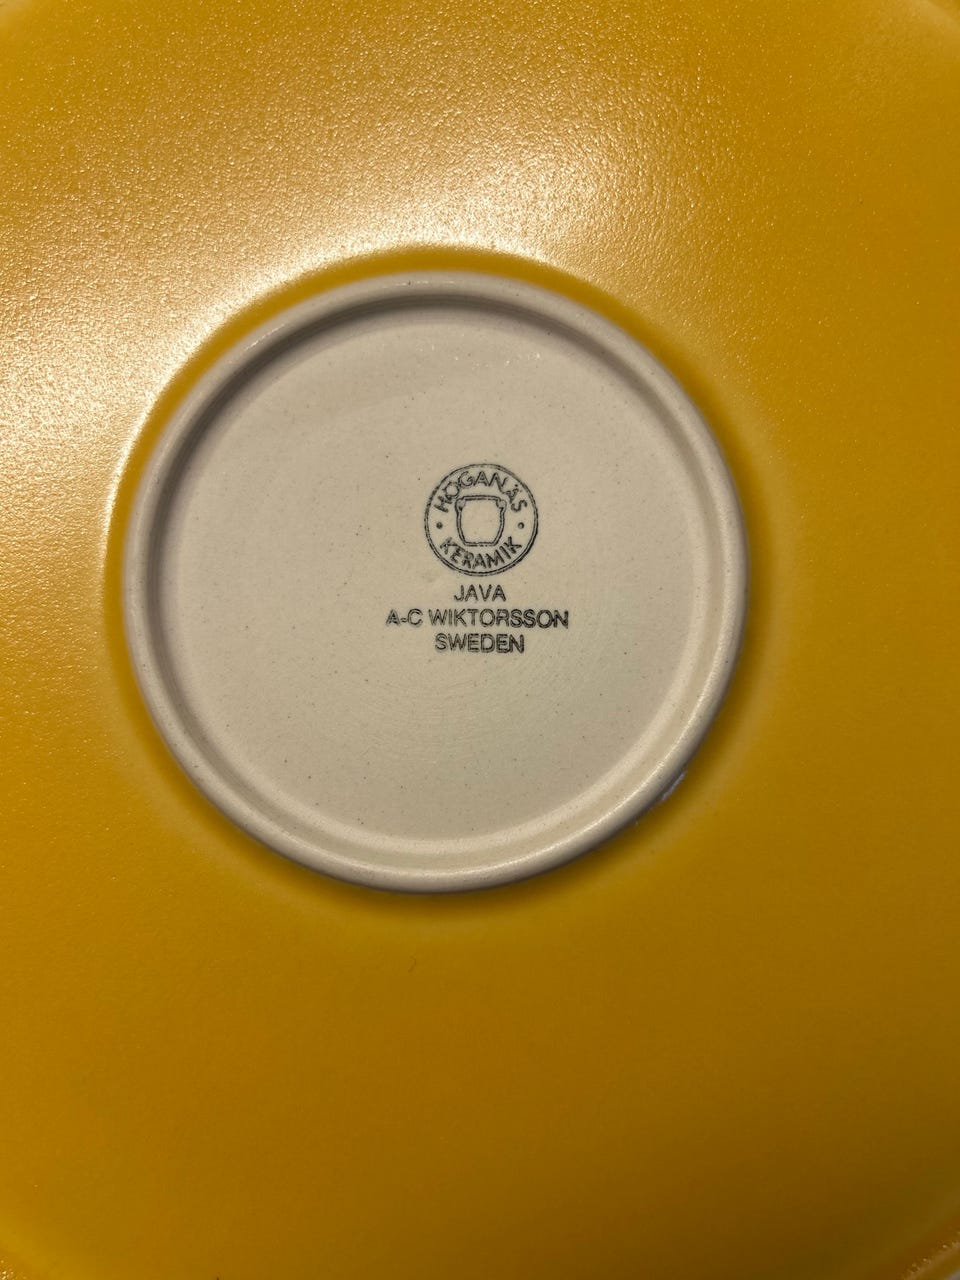 HÖGANÄS
KERAMIK
JAVA
A-C WIKTORSSON
SWEDEN